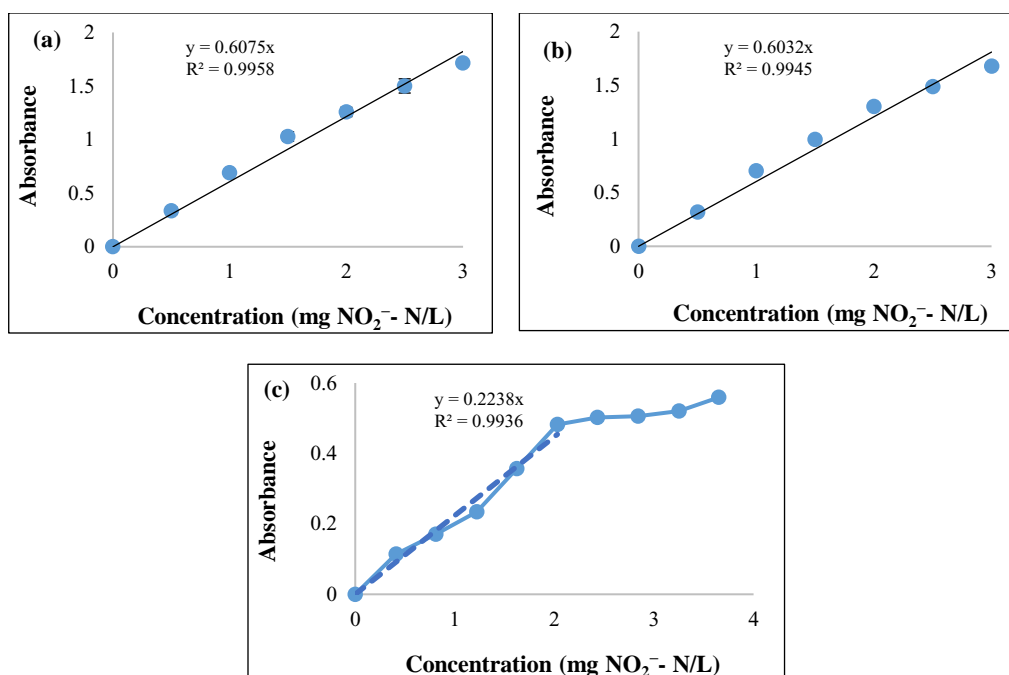 (a)
y = 0.6075x
R² = 0.9958
2
1.5
1
0.5
0
0
1
2
3
Absorbance
Concentration (mg NO₂⁻- N/L)
(b)
y = 0.6032x
R² = 0.9945
2
1.5
1
0.5
0
0
1
2
3
Absorbance
Concentration (mg NO₂⁻- N/L)
(c)
y = 0.2238x
R² = 0.9936
0.6
0.4
0.2
0
0
1
2
3
4
Absorbance
Concentration (mg NO₂⁻- N/L)